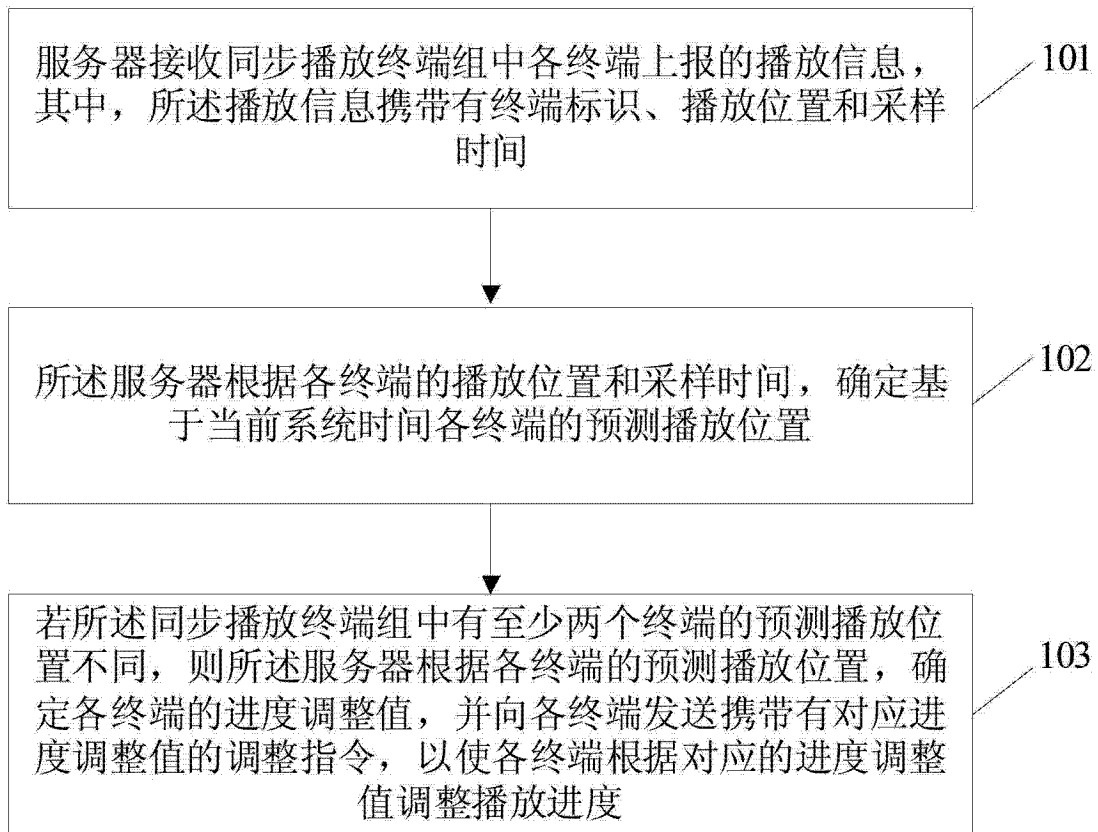 服务器接收同步播放终端组中各终端上报的播放信息，
其中，所述播放信息携带有终端标识、播放位置和采样
时间
101
所述服务器根据各终端的播放位置和采样时间，确定基
于当前系统时间各终端的预测播放位置
102
若所述同步播放终端组中有至少两个终端的预测播放位
置不同，则所述服务器根据各终端的预测播放位置，确
定各终端的进度调整值，并向各终端发送携带有对应进
度调整值的调整指令，以使各终端根据对应的进度调整
值调整播放进度
103